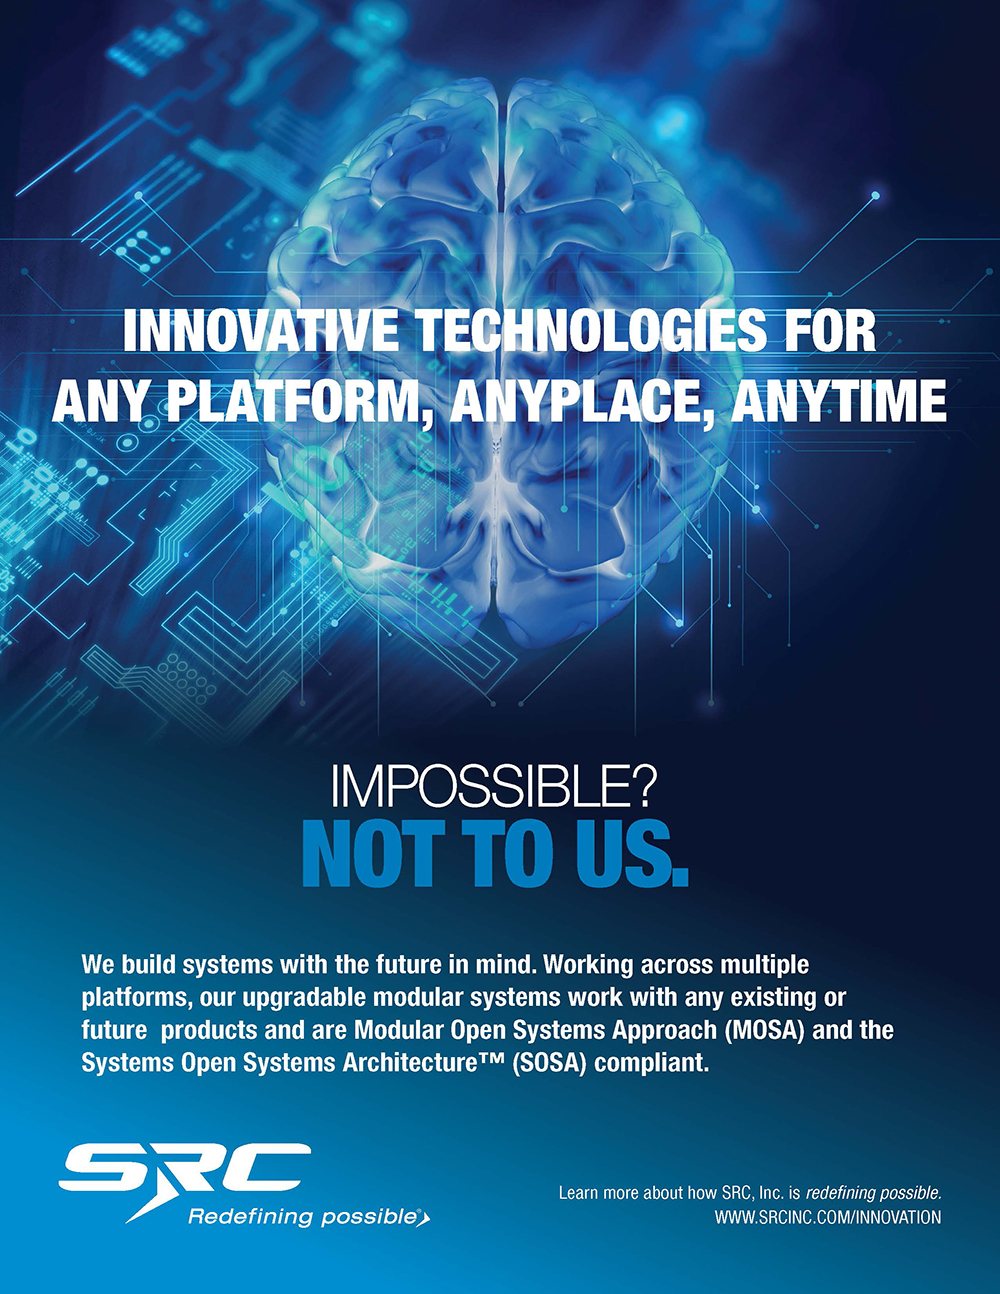 INNOVATIVE TECHNOLOGIES FOR
ANY PLATFORM, ANYPLACE, ANYTIME
IMPOSSIBLE?
NOT TO US.
We build systems with the future in mind. Working across multiple
platforms, our upgradable modular systems work with any existing or
future  products and are Modular Open Systems Approach (MOSA) and the
Systems Open Systems Architecture™ (SOSA) compliant.
SRC
Redefining possible®
Learn more about how SRC, Inc. is redefining possible.
WWW.SRCINC.COM/INNOVATION